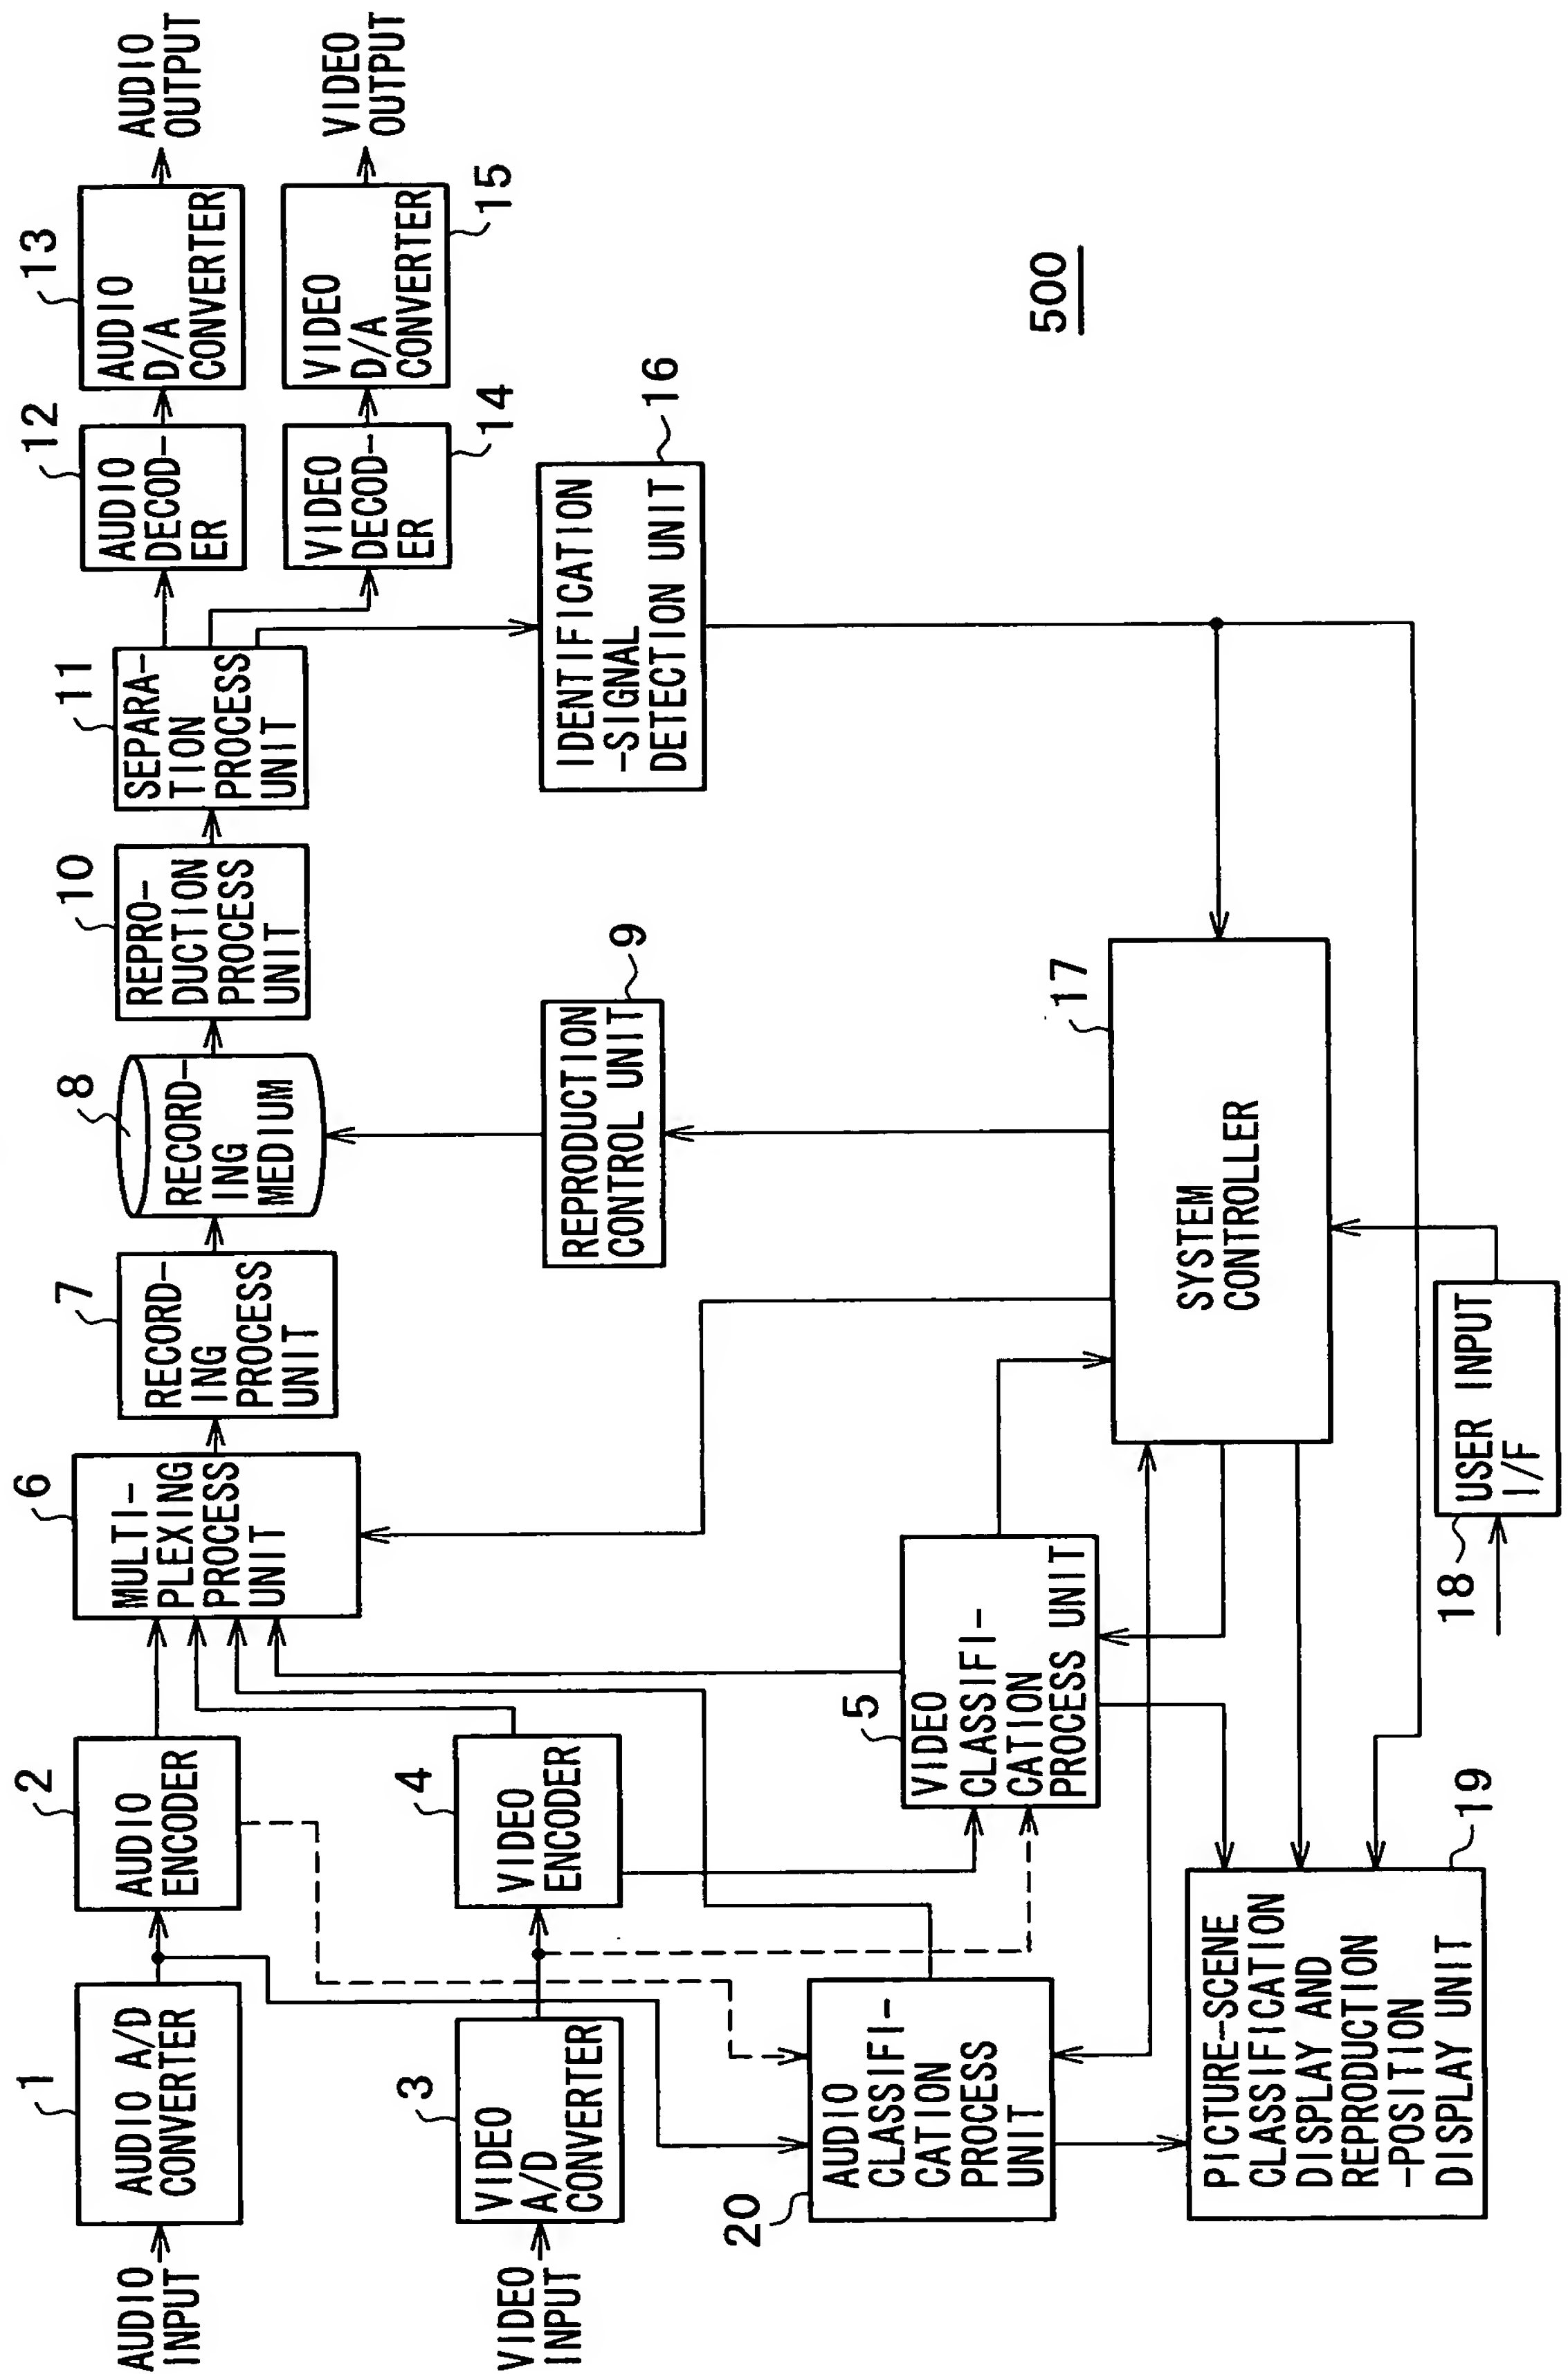 AUDIO
INPUT
1
AUDIO A/D
CONVERTER
2
AUDIO
ENCODER
6
MULTI-
PLEXING
PROCESS
UNIT
7
RECORD-
ING
PROCESS
UNIT
8
RECORD-
ING
MEDIUM
10
REPRO-
DUCTION
PROCESS
UNIT
11
SEPARA-
TION
PROCESS
UNIT
12
AUDIO
DECOD-
ER
13
AUDIO
D/A
CONVERTER
AUDIO
OUTPUT
VIDEO
INPUT
3
VIDEO
A/D
CONVERTER
4
VIDEO
ENCODER
14
VIDEO
DECOD-
ER
15
VIDEO
D/A
CONVERTER
VIDEO
OUTPUT
9
REPRODUCTION
CONTROL UNIT
16
IDENTIFICATION
-SIGNAL
DETECTION UNIT
20
AUDIO
CLASSIFI-
CATION
PROCESS
UNIT
5
VIDEO
CLASSIFI-
CATION
PROCESS UNIT
17
SYSTEM
CONTROLLER
500
PICTURE-SCENE
CLASSIFICATION
DISPLAY AND
REPRODUCTION
-POSITION
DISPLAY UNIT
19
18
USER INPUT
I/F